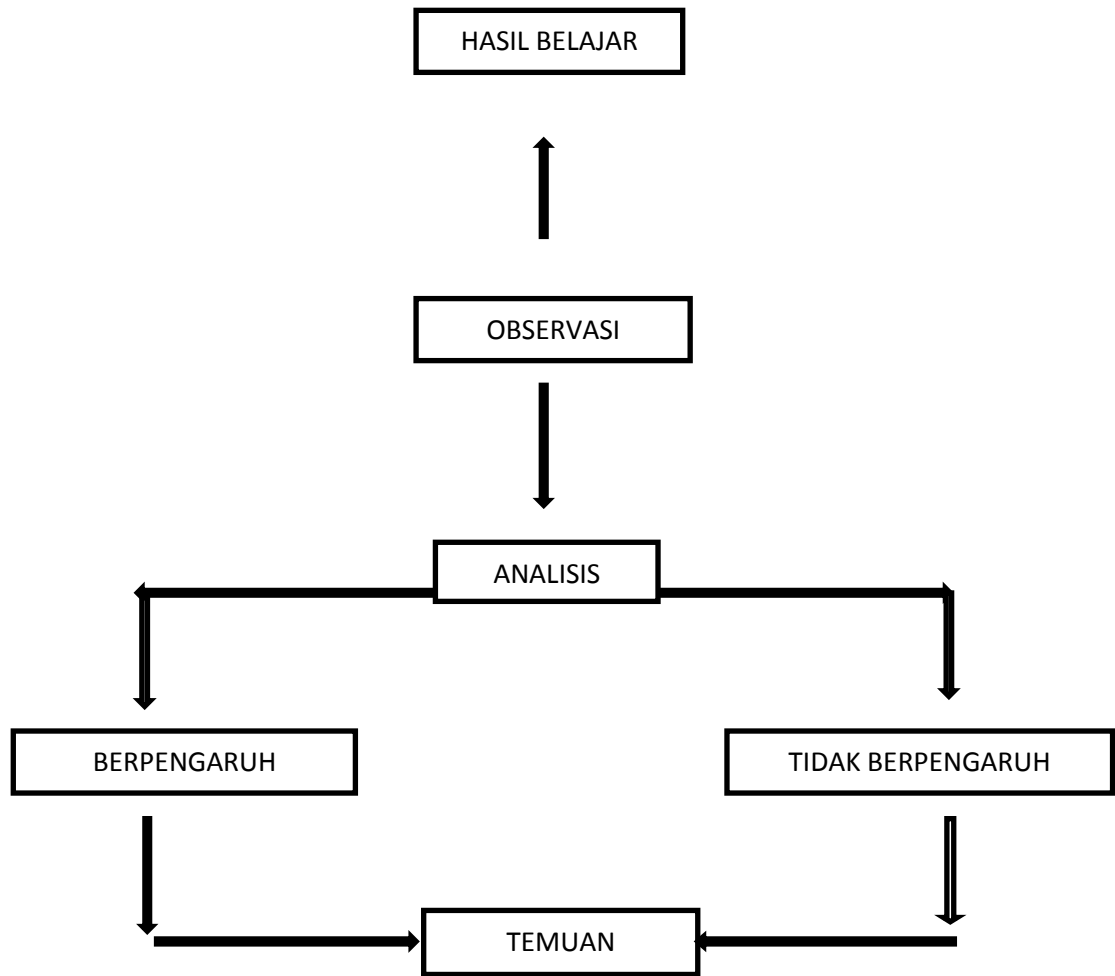 HASIL BELAJAR
OBSERVASI
ANALISIS
BERPENGARUH
TIDAK BERPENGARUH
TEMUAN